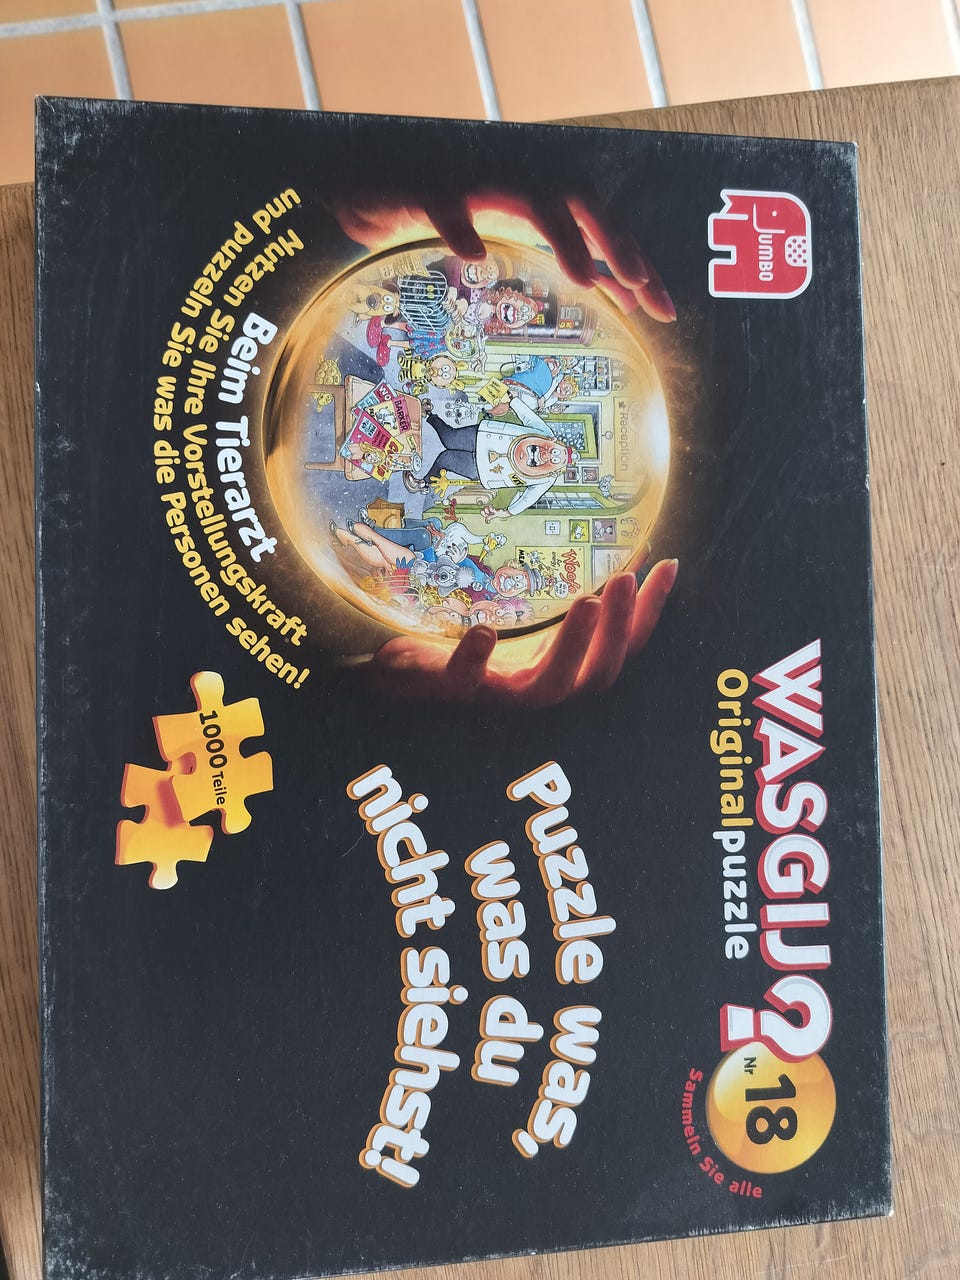 JUMBO
WASGIJ?
Originalpuzzle
Nr 18
Sammeln Sie alle
Reception
Puzzle was,
was du
nicht siehst!
Beim Tierarzt
Nutzen Sie Ihre Vorstellungskraft
und puzzeln Sie was die Personen sehen!
1000 Teile